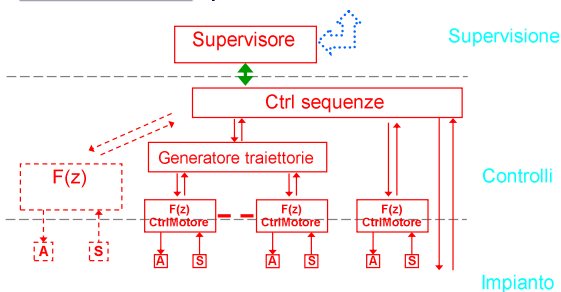 Supervisore
Supervisione
Ctrl sequenze
Generatore traiettorie
F(z)
Controlli
F(z)
CtrlMotore
F(z)
CtrlMotore
F(z)
CtrlMotore
A
S
A
S
A
S
A
S
Impianto